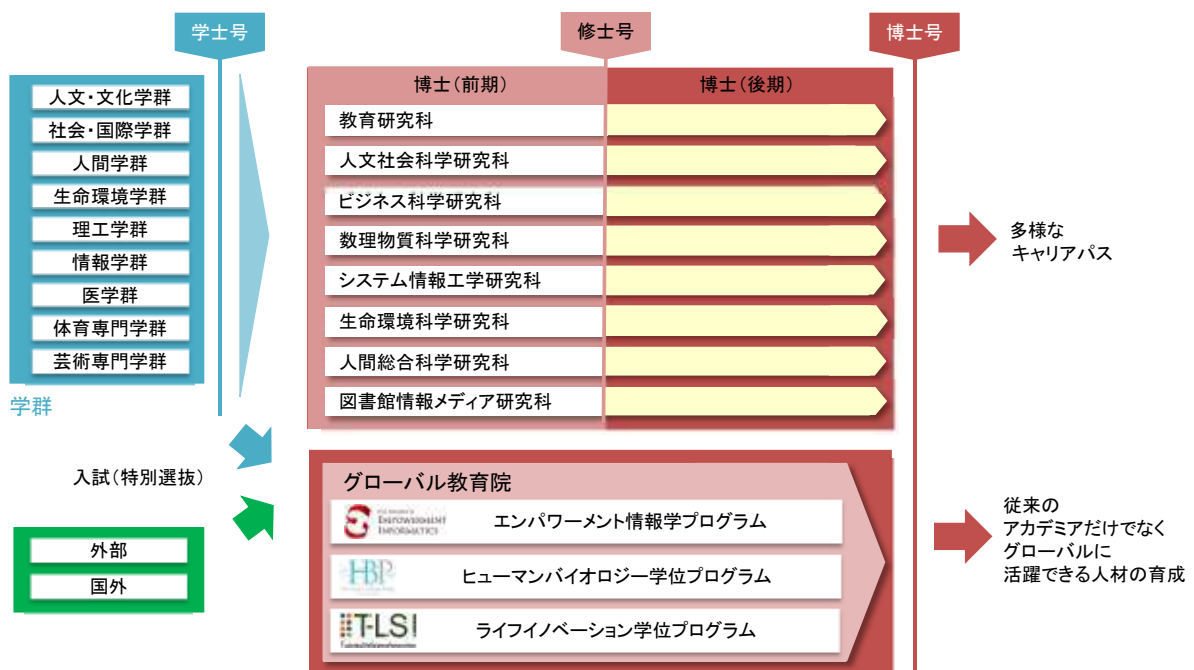 学士号
修士号
博士号
人文・文化学群
社会・国際学群
人間学群
生命環境学群
理工学群
情報学群
医学群
体育専門学群
芸術専門学群
学群
博士(前期)
博士(後期)
教育研究科
人文社会科学研究科
ビジネス科学研究科
数理物質科学研究科
システム情報工学研究科
生命環境科学研究科
人間総合科学研究科
図書館情報メディア研究科
多様な
キャリアパス
入試(特別選抜)
外部
国外
グローバル教育院
EMPOWERMENT
INFORMATICS
エンパワーメント情報学プログラム
HBP
ヒューマンバイオロジー学位プログラム
T-LSI
ライフイノベーション学位プログラム
従来の
アカデミアだけでなく
グローバルに
活躍できる人材の育成